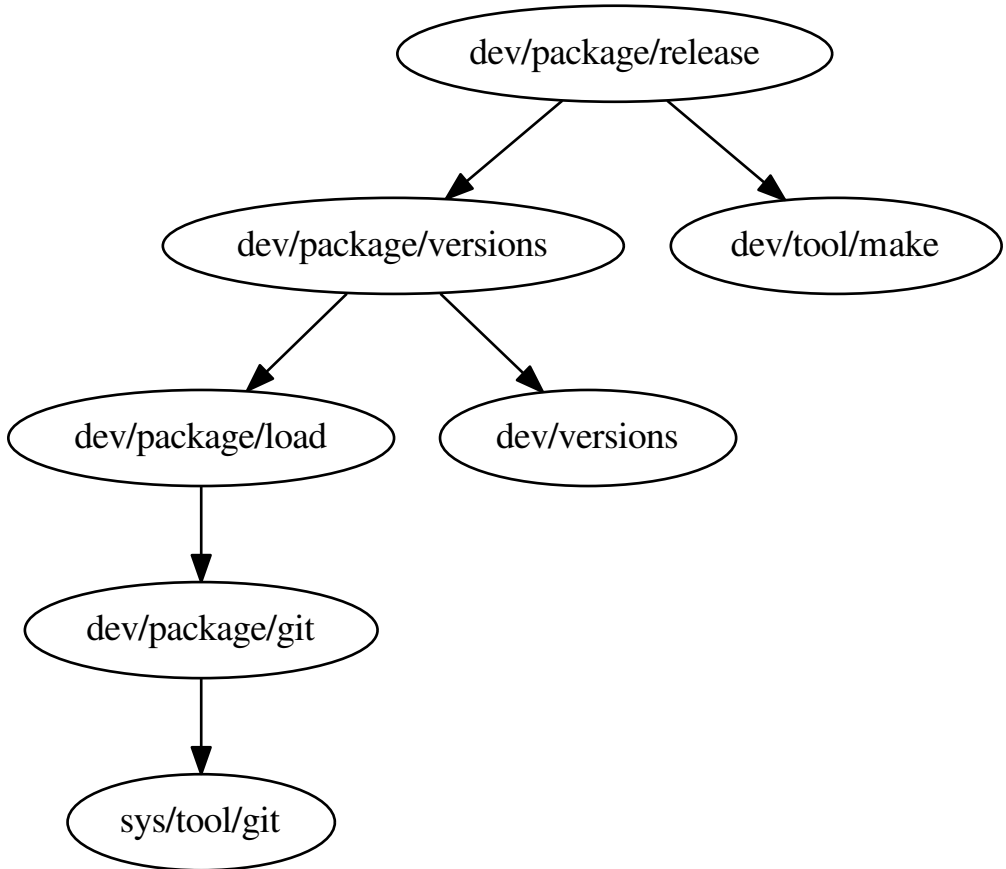 dev/package/release
dev/package/versions
dev/tool/make
dev/package/load
dev/versions
dev/package/git
sys/tool/git